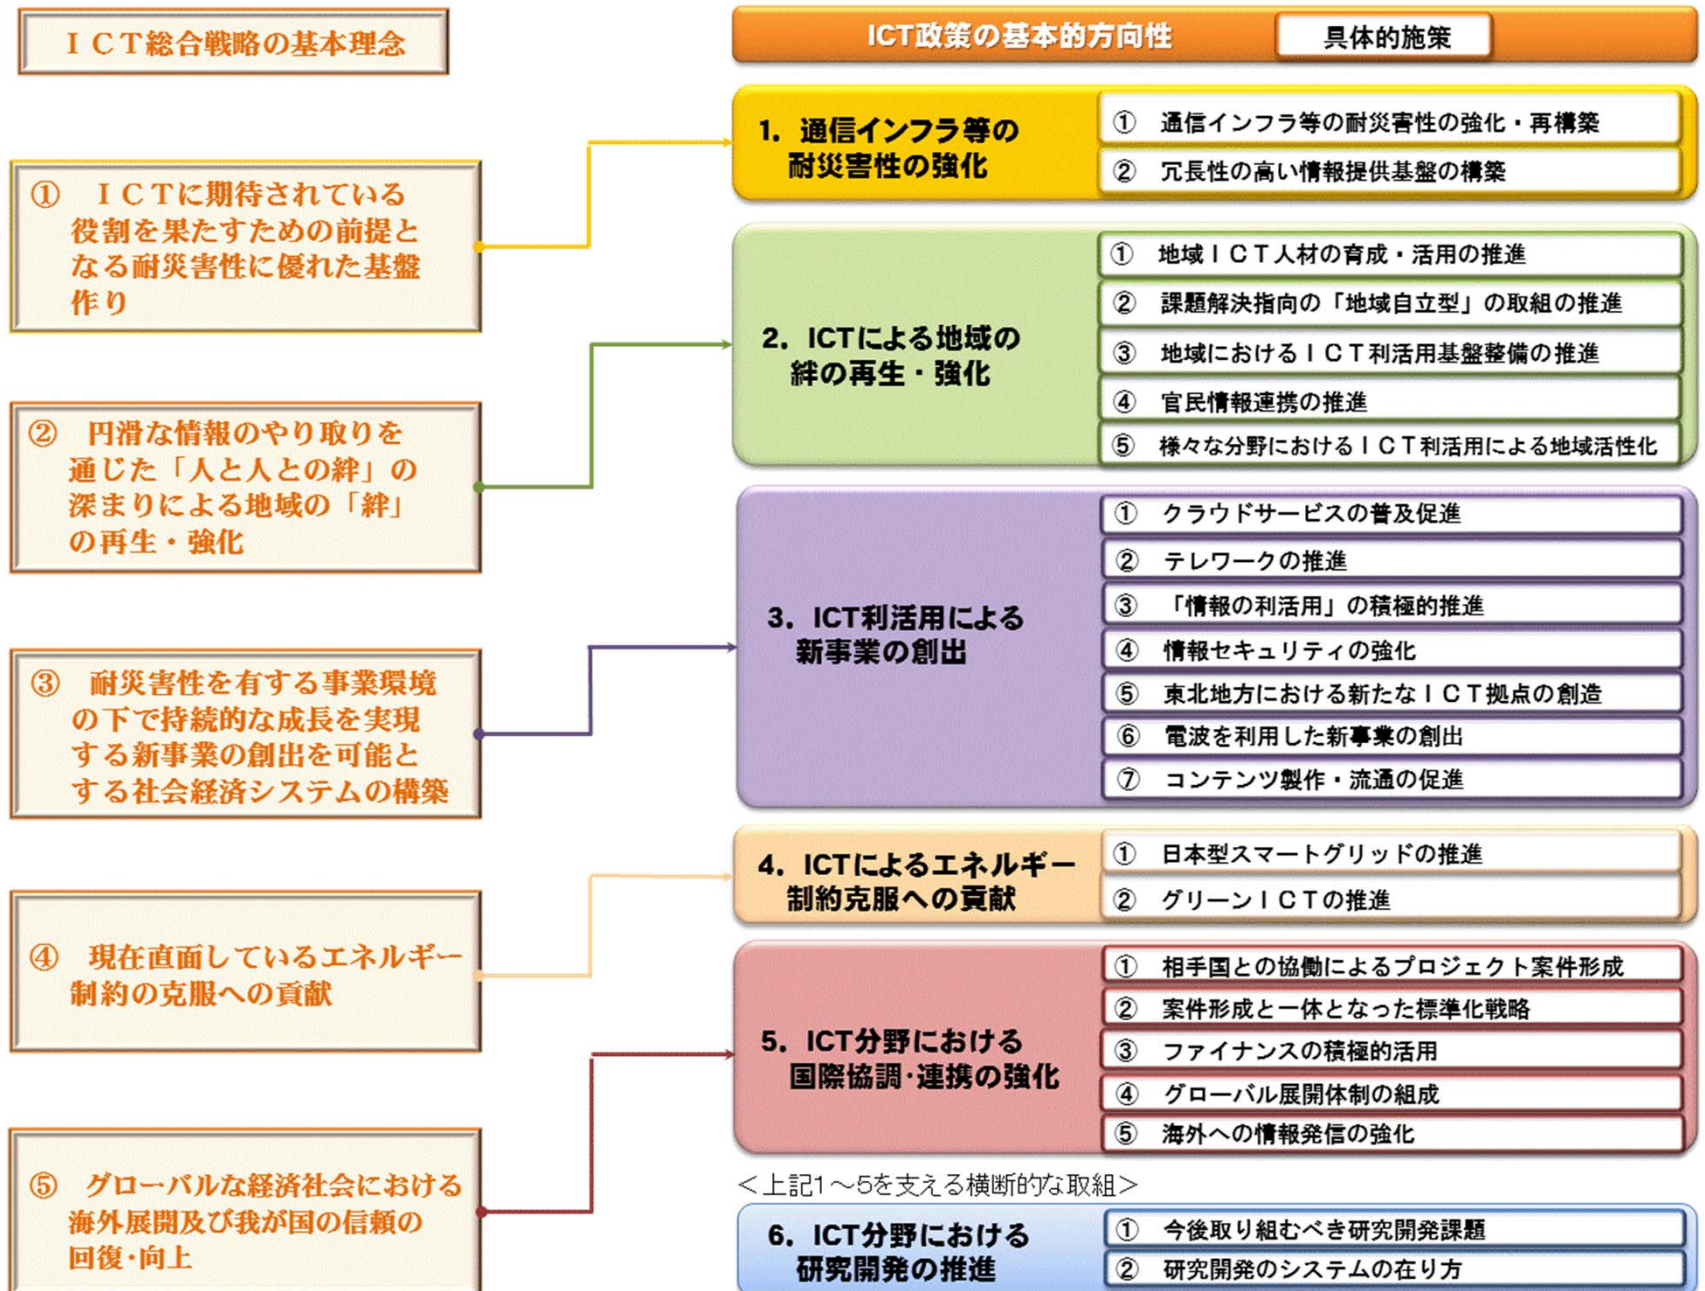 ＩＣＴ総合戦略の基本理念
① ＩＣＴに期待されている
役割を果たすための前提と
なる耐災害性に優れた基盤
作り
② 円滑な情報のやり取りを
通じた「人と人との絆」の
深まりによる地域の「絆」
の再生・強化
③ 耐災害性を有する事業環境
の下で持続的な成長を実現
する新事業の創出を可能と
する社会経済システムの構築
④ 現在直面しているエネルギー
制約の克服への貢献
⑤ グローバルな経済社会における
海外展開及び我が国の信頼の
回復・向上
ICT政策の基本的方向性 具体的施策
1. 通信インフラ等の
耐災害性の強化
① 通信インフラ等の耐災害性の強化・再構築
② 冗長性の高い情報提供基盤の構築
2. ICTによる地域の
絆の再生・強化
① 地域ＩＣＴ人材の育成・活用の推進
② 課題解決指向の「地域自立型」の取組の推進
③ 地域におけるＩＣＴ利活用基盤整備の推進
④ 官民情報連携の推進
⑤ 様々な分野におけるＩＣＴ利活用による地域活性化
3. ICT利活用による
新事業の創出
① クラウドサービスの普及促進
② テレワークの推進
③ 「情報の利活用」の積極的推進
④ 情報セキュリティの強化
⑤ 東北地方における新たなＩＣＴ拠点の創造
⑥ 電波を利用した新事業の創出
⑦ コンテンツ製作・流通の促進
4. ICTによるエネルギー
制約克服への貢献
① 日本型スマートグリッドの推進
② グリーンＩＣＴの推進
5. ICT分野における
国際協調・連携の強化
① 相手国との協働によるプロジェクト案件形成
② 案件形成と一体となった標準化戦略
③ ファイナンスの積極的活用
④ グローバル展開体制の組成
⑤ 海外への情報発信の強化
＜上記1～5を支える横断的な取組＞
6. ICT分野における
研究開発の推進
① 今後取り組むべき研究開発課題
② 研究開発のシステムの在り方